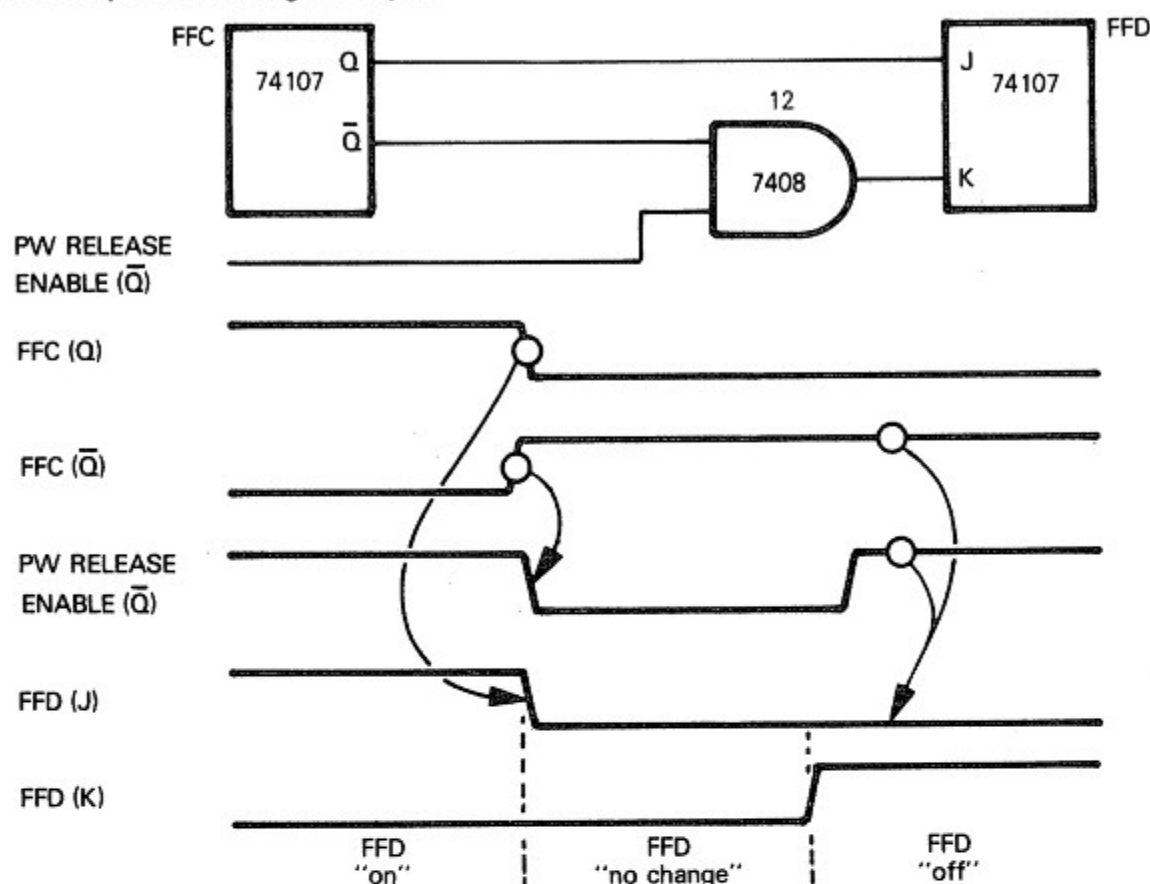 FFC
FFD
74107
Q
Q̅
12
7408
J
74107
K
PW RELEASE
ENABLE (Q̅)
FFC (Q)
FFC (Q̅)
PW RELEASE
ENABLE (Q̅)
FFD (J)
FFD (K)
FFD
"on"
FFD
"no change"
FFD
"off"